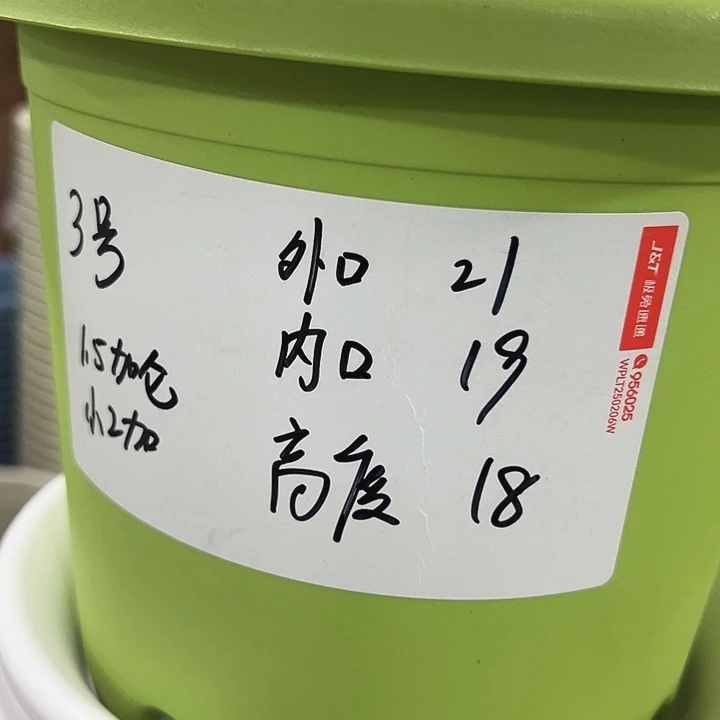 3号 外口 21
内口 19
1.5加仑
小2加
高度 18
J&T 极兔速递
956025
WPLT250206W